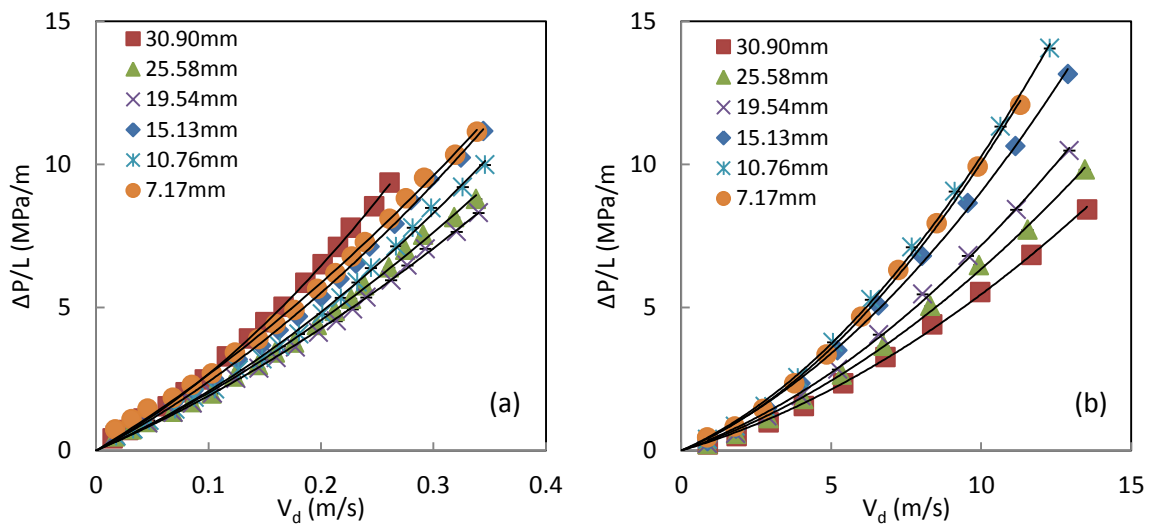 15
10
5
0
ΔP/L (MPa/m)
30.90mm
25.58mm
19.54mm
15.13mm
10.76mm
7.17mm
(a)
0 0.1 0.2 0.3 0.4
V_d (m/s)
15
10
5
0
ΔP/L (MPa/m)
30.90mm
25.58mm
19.54mm
15.13mm
10.76mm
7.17mm
(b)
0 5 10 15
V_d (m/s)